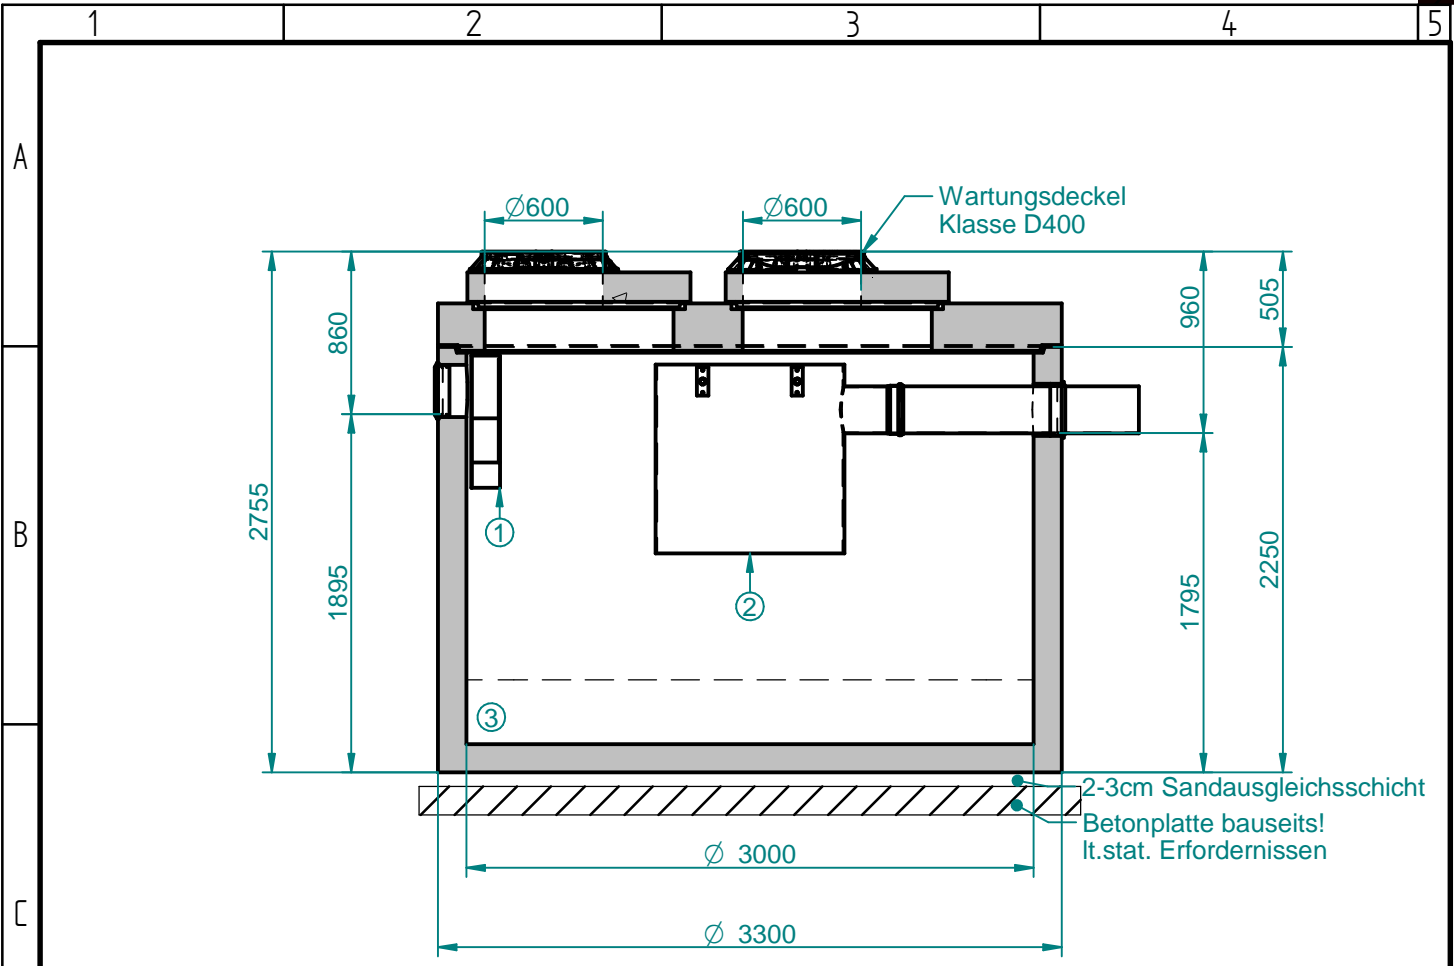 1
2
3
4
5
A
B
C
Ø600
Ø600
Wartungsdeckel
Klasse D400
860
960
505
2755
1895
1795
2250
1
2
3
2-3cm Sandausgleichsschicht
Betonplatte bauseits!
lt.stat. Erfordernissen
Ø 3000
Ø 3300